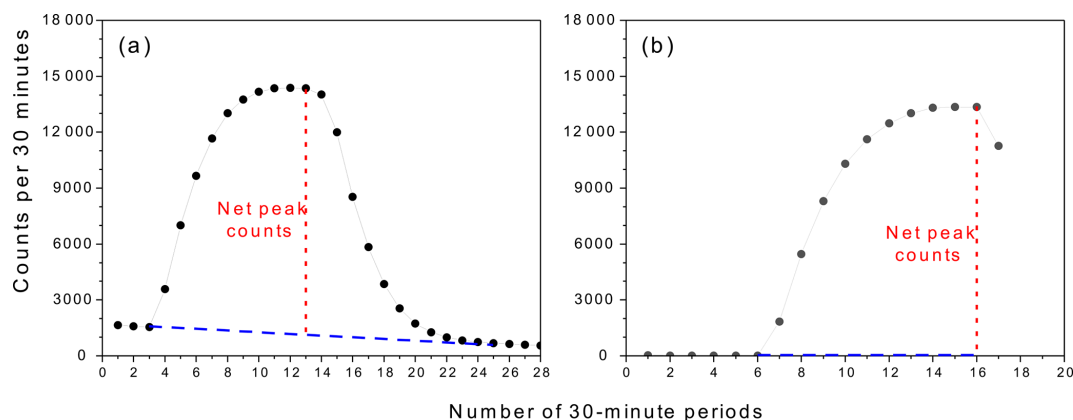 (a)
18 000
15 000
12 000
9000
6000
3000
0
Net peak
counts
0 2 4 6 8 10 12 14 16 18 20 22 24 26 28
(b)
18 000
15 000
12 000
9000
6000
3000
0
Net peak
counts
0 2 4 6 8 10 12 14 16 18 20
Counts per 30 minutes
Number of 30-minute periods